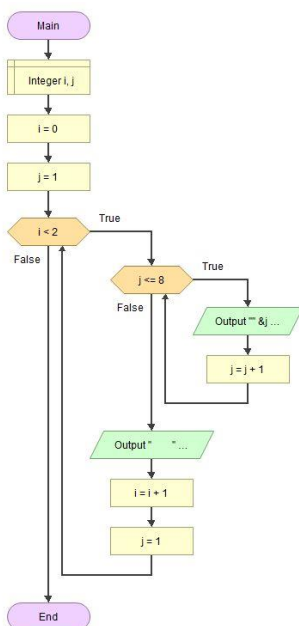 Main
Integer i, j
i = 0
j = 1
i < 2
True
False
j <= 8
True
False
Output "" &j ...
j = j + 1
Output "        " ...
i = i + 1
j = 1
End